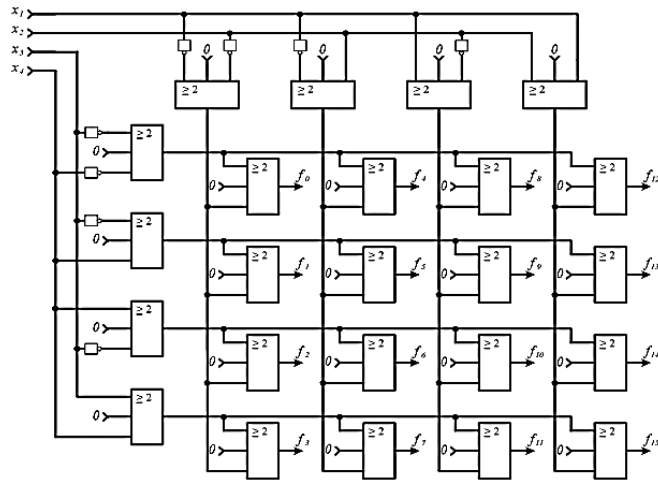 x₁
x₂ 0 0 0 0
x₃
x₄
≥ 2 ≥ 2 ≥ 2 ≥ 2
≥ 2
0
≥ 2 ≥ 2 ≥ 2 ≥ 2
0 f₀ 0 f₄ 0 f₈ 0 f₁₂
≥ 2
0
≥ 2 ≥ 2 ≥ 2 ≥ 2
0 f₁ 0 f₅ 0 f₉ 0 f₁₃
≥ 2
0
≥ 2 ≥ 2 ≥ 2 ≥ 2
0 f₂ 0 f₆ 0 f₁₀ 0 f₁₄
≥ 2
0
≥ 2 ≥ 2 ≥ 2 ≥ 2
0 f₃ 0 f₇ 0 f₁₁ 0 f₁₅